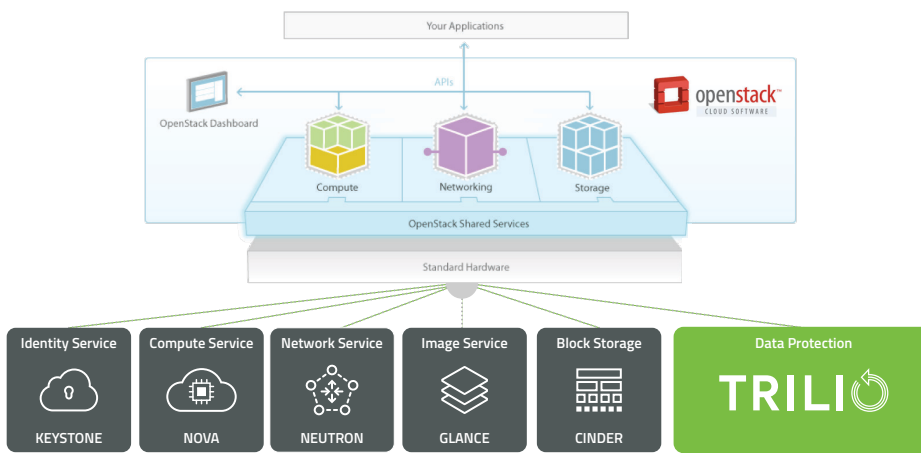 Your Applications
APIs
OpenStack Dashboard
openstack™
CLOUD SOFTWARE
Compute
Networking
Storage
OpenStack Shared Services
Standard Hardware
Identity Service
KEYSTONE
Compute Service
NOVA
Network Service
NEUTRON
Image Service
GLANCE
Block Storage
CINDER
Data Protection
TRILIO